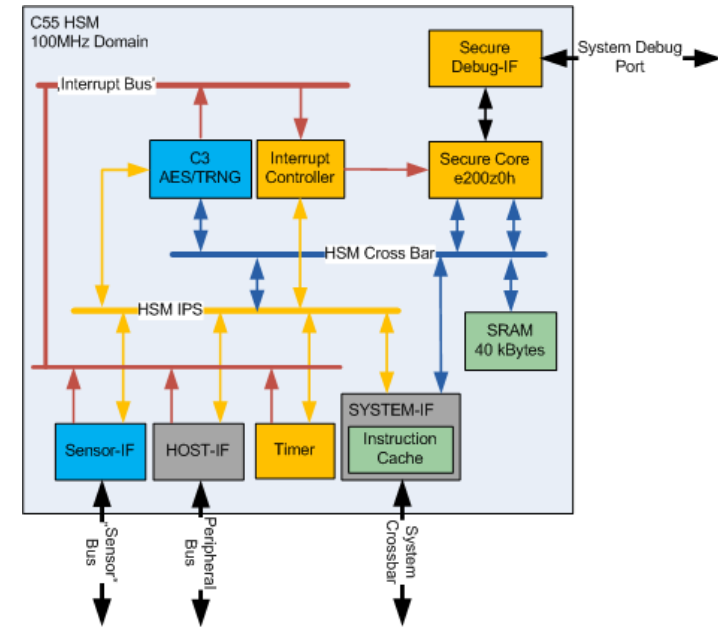 C55 HSM
100MHz Domain
Secure
Debug-IF
System Debug
Port
‚Interrupt Bus'
C3
AES/TRNG
Interrupt
Controller
Secure Core
e200z0h
HSM Cross Bar
HSM IPS
SRAM
40 kBytes
SYSTEM-IF
Instruction
Cache
Sensor-IF
HOST-IF
Timer
„Sensor"
Bus
Peripheral
Bus
System
Crossbar